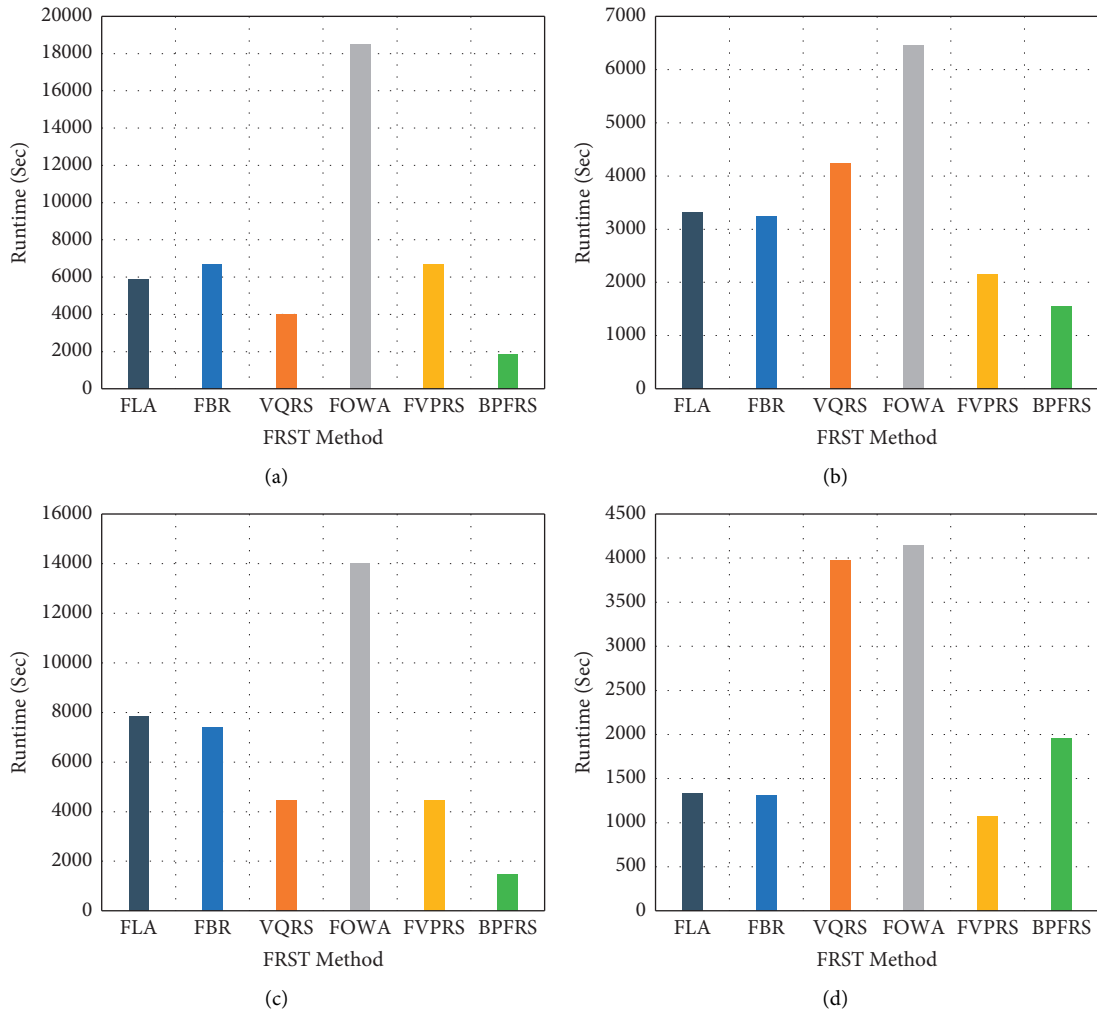 20000
18000
16000
14000
12000
10000
8000
6000
4000
2000
0
Runtime (Sec)
FLA FBR VQRS FOWA FVPRS BPFRS
FRST Method
(a)
7000
6000
5000
4000
3000
2000
1000
0
Runtime (Sec)
FLA FBR VQRS FOWA FVPRS BPFRS
FRST Method
(b)
16000
14000
12000
10000
8000
6000
4000
2000
0
Runtime (Sec)
FLA FBR VQRS FOWA FVPRS BPFRS
FRST Method
(c)
4500
4000
3500
3000
2500
2000
1500
1000
500
0
Runtime (Sec)
FLA FBR VQRS FOWA FVPRS BPFRS
FRST Method
(d)